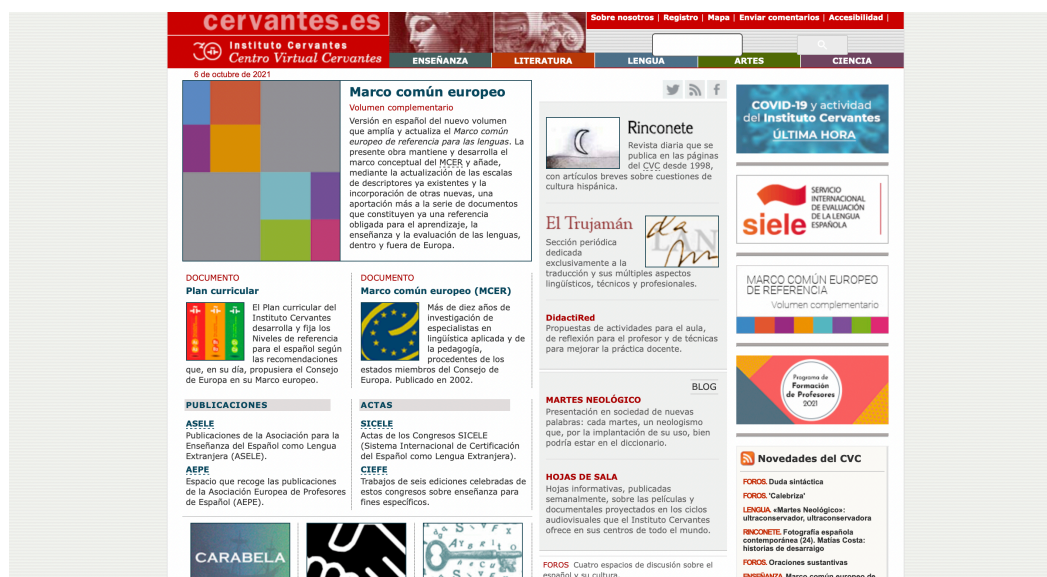 cervantes.es
Sobre nosotros | Registro | Mapa | Enviar comentarios | Accesibilidad |
Instituto Cervantes
Centro Virtual Cervantes
ENSEÑANZA
LITERATURA
LENGUA
ARTES
CIENCIA
6 de octubre de 2021
Marco común europeo
Volumen complementario
Versión en español del nuevo volumen
que amplía y actualiza el Marco común
europeo de referencia para las lenguas. La
presente obra mantiene y desarrolla el
marco conceptual del MCER y añade,
mediante la actualización de las escalas
de descriptores ya existentes y la
incorporación de otras nuevas, una
aportación más a la serie de documentos
que constituyen ya una referencia
obligada para el aprendizaje, la
enseñanza y la evaluación de las lenguas,
dentro y fuera de Europa.
DOCUMENTO
Plan curricular
El Plan curricular del
Instituto Cervantes
desarrolla y fija los
Niveles de referencia
para el español según
las recomendaciones
que, en su día, propusiera el Consejo
de Europa en su Marco europeo.
DOCUMENTO
Marco común europeo (MCER)
Más de diez años de
investigación de
especialistas en
lingüística aplicada y de
la pedagogía,
procedentes de los
estados miembros del Consejo de
Europa. Publicado en 2002.
PUBLICACIONES
ASELE
Publicaciones de la Asociación para la
Enseñanza del Español como Lengua
Extranjera (ASELE).
AEPE
Espacio que recoge las publicaciones
de la Asociación Europea de Profesores
de Español (AEPE).
ACTAS
SICELE
Actas de los Congresos SICELE
(Sistema Internacional de Certificación
del Español como Lengua Extranjera).
CIEFE
Trabajos de seis ediciones celebradas de
estos congresos sobre enseñanza para
fines específicos.
CARABELA
Rinconete
Revista diaria que se
publica en las páginas
del CVC desde 1998,
con artículos breves sobre cuestiones de
cultura hispánica.
El Trujamán
Sección periódica
dedicada
exclusivamente a la
traducción y sus múltiples aspectos
lingüísticos, técnicos y profesionales.
DidactiRed
Propuestas de actividades para el aula,
de reflexión para el profesor y de técnicas
para mejorar la práctica docente.
BLOG
MARTES NEOLÓGICO
Presentación en sociedad de nuevas
palabras: cada martes, un neologismo
que, por la implantación de su uso, bien
podría estar en el diccionario.
HOJAS DE SALA
Hojas informativas, publicadas
semanalmente, sobre las películas y
documentales proyectados en los ciclos
audiovisuales que el Instituto Cervantes
ofrece en sus centros de todo el mundo.
FOROS Cuatro espacios de discusión sobre el
español y su cultura.
COVID-19 y actividad
del Instituto Cervantes
ÚLTIMA HORA
siele
SERVICIO
INTERNACIONAL
DE EVALUACIÓN
DE LA LENGUA
ESPAÑOLA
MARCO COMÚN EUROPEO
DE REFERENCIA
Volumen complementario
Programa de
Formación
de Profesores
2021
Novedades del CVC
FOROS. Duda sintáctica
FOROS. 'Calebriza'
LENGUA. «Martes Neológico»:
ultraconservador, ultraconservadora
RINCONETE. Fotografía española
contemporánea (24). Matías Costa:
historias de desarraigo
FOROS. Oraciones sustantivas
ENSEÑANZA. Marco común europeo de